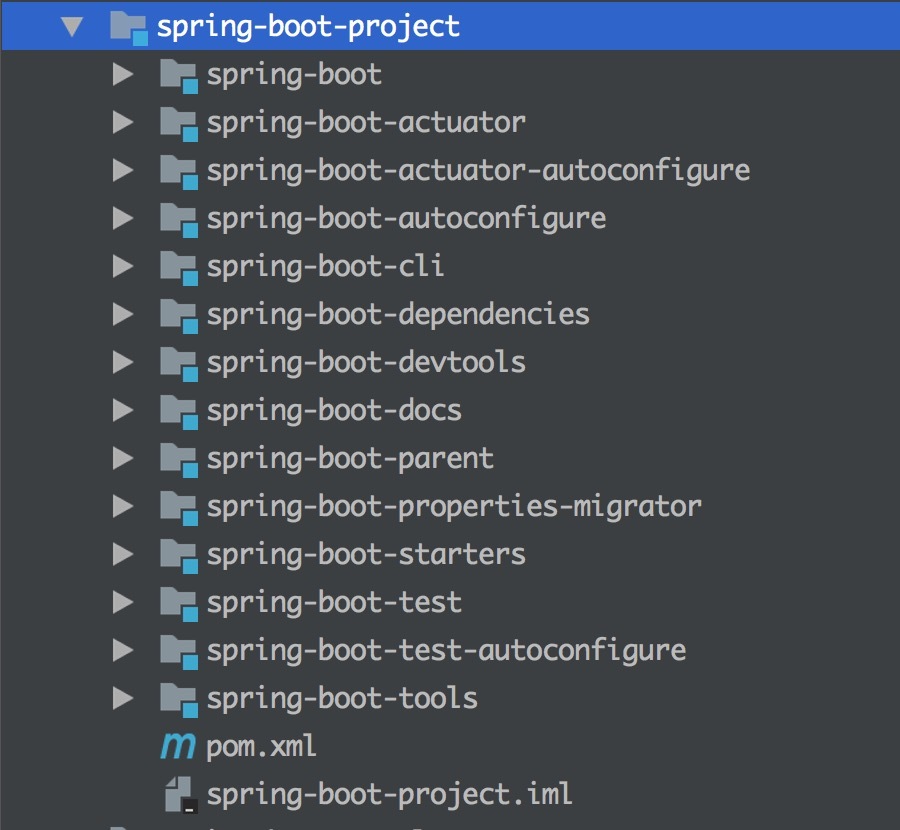 spring-boot-project
spring-boot
spring-boot-actuator
spring-boot-actuator-autoconfigure
spring-boot-autoconfigure
spring-boot-cli
spring-boot-dependencies
spring-boot-devtools
spring-boot-docs
spring-boot-parent
spring-boot-properties-migrator
spring-boot-starters
spring-boot-test
spring-boot-test-autoconfigure
spring-boot-tools
pom.xml
spring-boot-project.iml